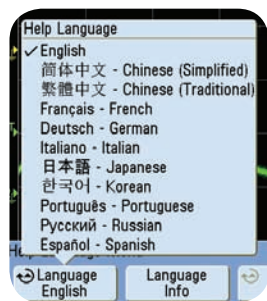 Help Language
✓ English
简体中文 - Chinese (Simplified)
繁體中文 - Chinese (Traditional)
Français - French
Deutsch - German
Italiano - Italian
日本語 - Japanese
한국어 - Korean
Português - Portuguese
Русский - Russian
Español - Spanish
Language
English
Language
Info